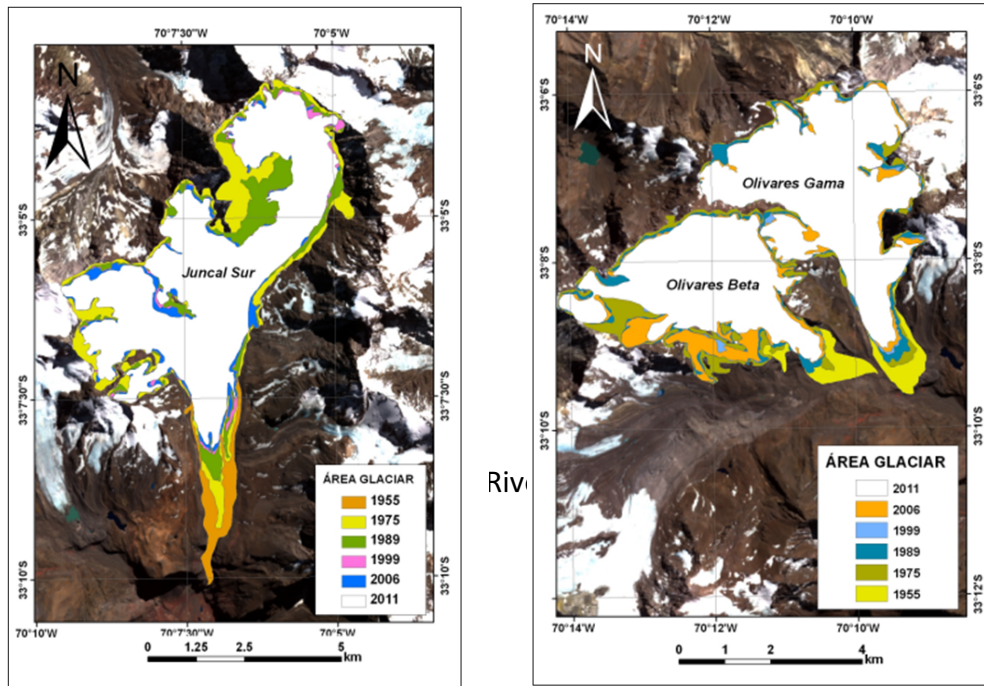 N
33°5'S
33°7'30"S
33°10'S
70°7'30"W
70°5'W
33°5'S
33°7'30"S
33°10'S
Juncal Sur
ÁREA GLACIAR
1955
1975
1989
1999
2006
2011
70°10'W
70°7'30"W
70°5'W
0 1.25 2.5 5
km
70°14'W
70°12'W
70°10'W
N
33°6'S
33°8'S
33°10'S
33°12'S
Olivares Gama
Olivares Beta
33°6'S
33°8'S
33°10'S
33°12'S
ÁREA GLACIAR
2011
2006
1999
1989
1975
1955
70°14'W
70°12'W
70°10'W
0 1 2 4
km